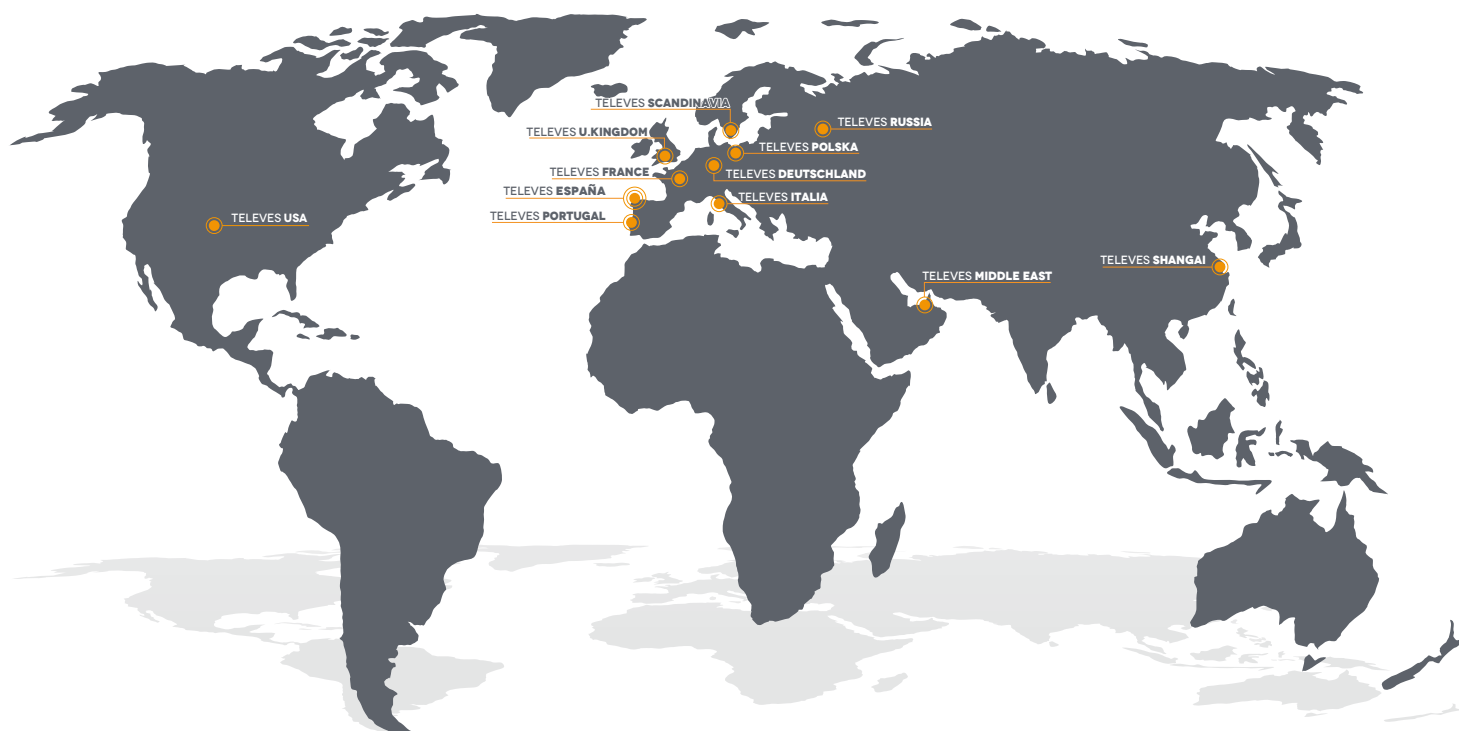 TELEVES SCANDINAVIA
TELEVES RUSSIA
TELEVES U.KINGDOM
TELEVES POLSKA
TELEVES FRANCE
TELEVES DEUTSCHLAND
TELEVES ESPAÑA
TELEVES ITALIA
TELEVES PORTUGAL
TELEVES USA
TELEVES SHANGAI
TELEVES MIDDLE EAST